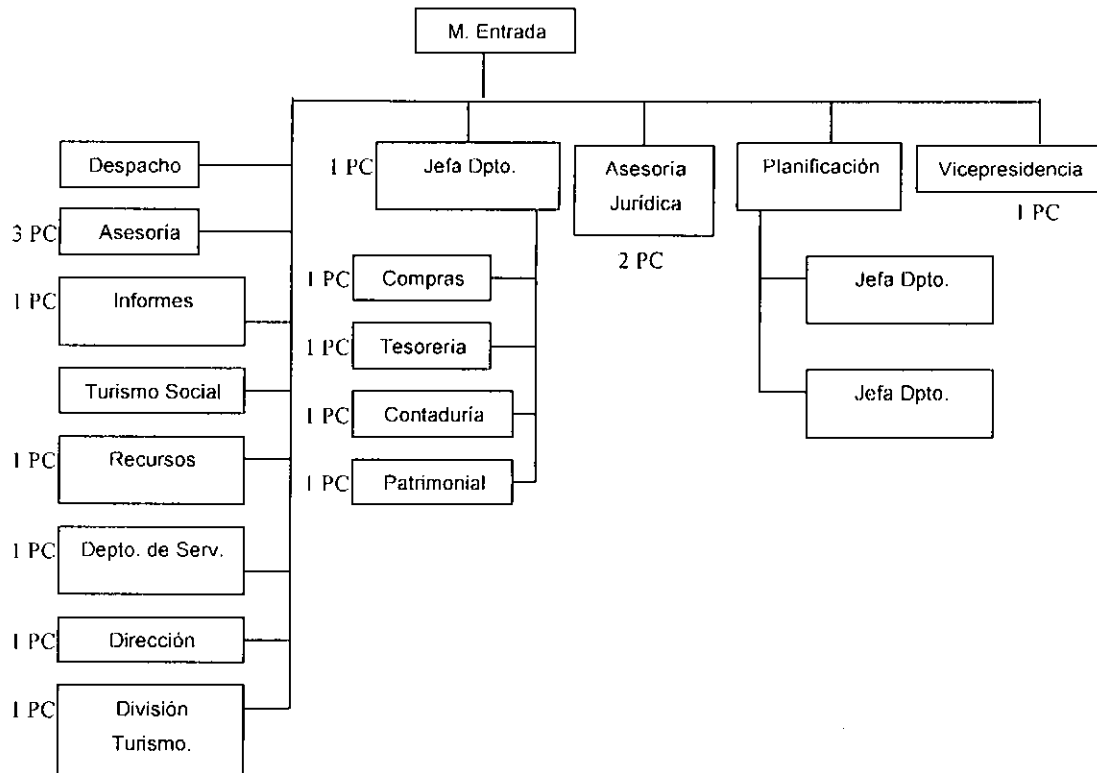 M. Entrada
Despacho
1 PC
Jefa Dpto.
Asesoria
Jurídica
2 PC
Planificación
Vicepresidencia
1 PC
3 PC
Asesoría
1 PC
Informes
Turismo Social
1 PC
Recursos
1 PC
Depto. de Serv.
1 PC
Dirección
1 PC
División
Turismo.
1 PC
Compras
1 PC
Tesoreria
1 PC
Contaduría
1 PC
Patrimonial
Jefa Dpto.
Jefa Dpto.